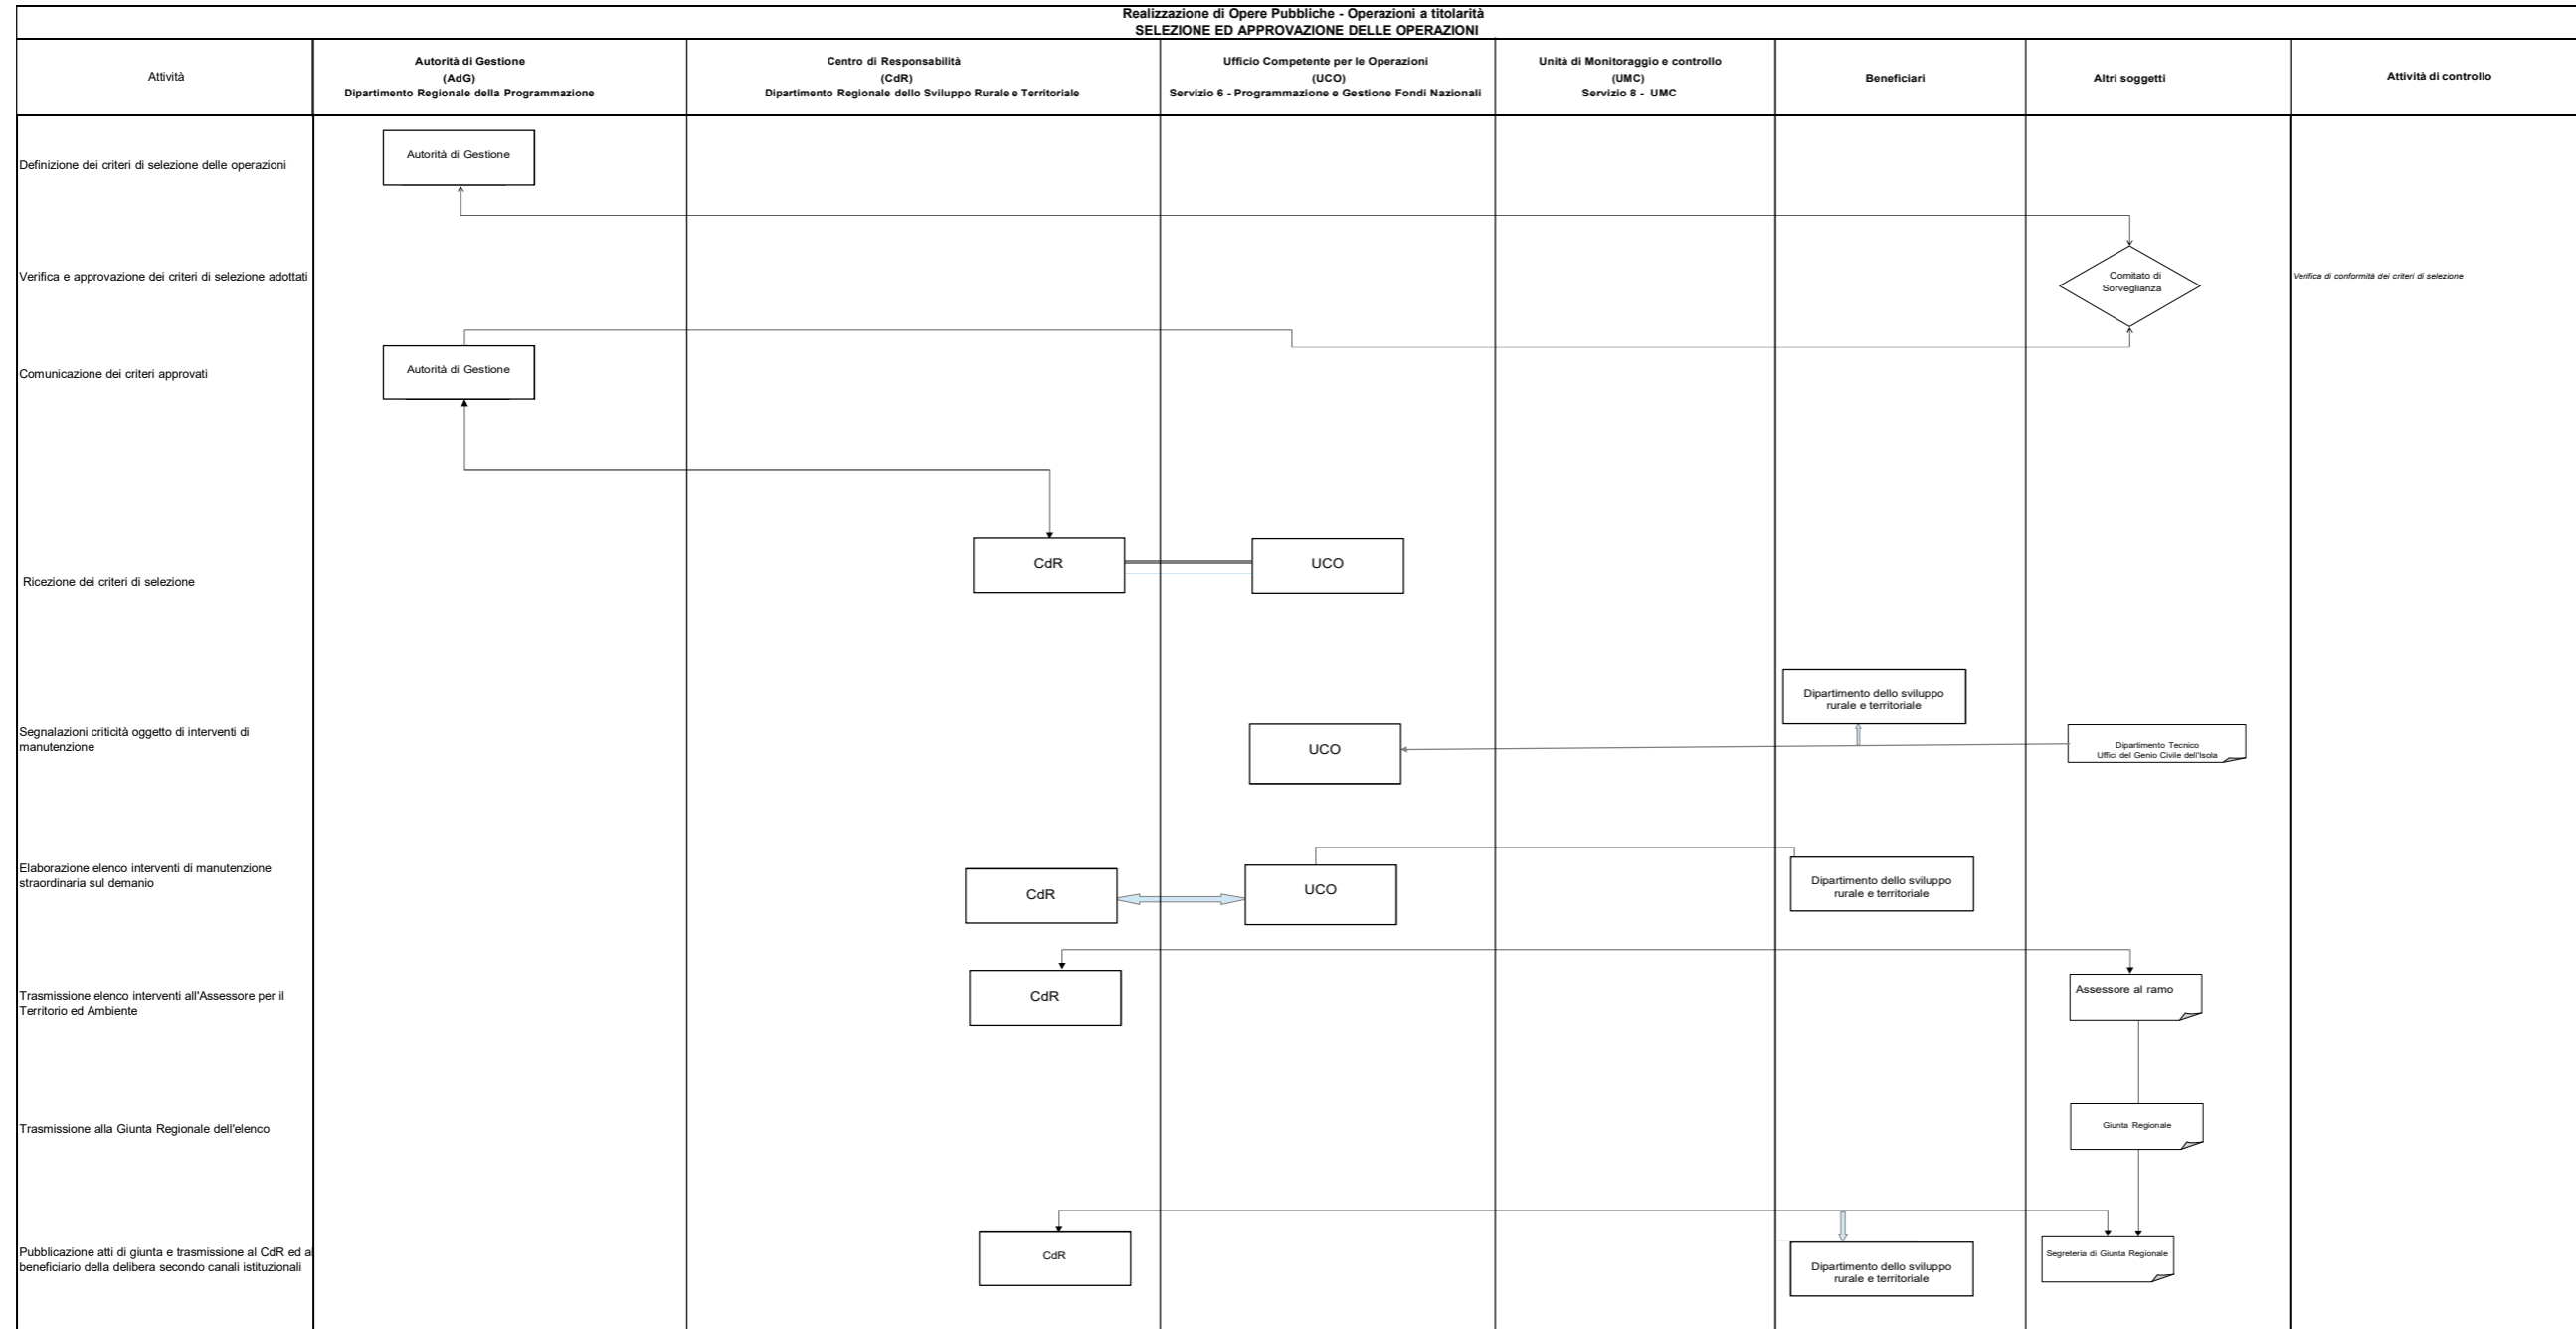 Realizzazione di Opere Pubbliche - Operazioni a titolarità
SELEZIONE ED APPROVAZIONE DELLE OPERAZIONI
Attività
Autorità di Gestione
(AdG)
Dipartimento Regionale della Programmazione
Centro di Responsabilità
(CdR)
Dipartimento Regionale dello Sviluppo Rurale e Territoriale
Ufficio Competente per le Operazioni
(UCO)
Servizio 6 - Programmazione e Gestione Fondi Nazionali
Unità di Monitoraggio e controllo
(UMC)
Servizio 8 - UMC
Beneficiari
Altri soggetti
Attività di controllo
Definizione dei criteri di selezione delle operazioni
Autorità di Gestione
Verifica e approvazione dei criteri di selezione adottati
Comitato di
Sorveglianza
Verifica di conformità dei criteri di selezione
Comunicazione dei criteri approvati
Autorità di Gestione
Ricezione dei criteri di selezione
CdR
UCO
Segnalazioni criticità oggetto di interventi di
manutenzione
UCO
Dipartimento dello sviluppo
rurale e territoriale
Dipartimento Tecnico
Uffici del Genio Civile dell'Isola
Elaborazione elenco interventi di manutenzione
straordinaria sul demanio
CdR
UCO
Dipartimento dello sviluppo
rurale e territoriale
Trasmissione elenco interventi all'Assessore per il
Territorio ed Ambiente
CdR
Assessore al ramo
Trasmissione alla Giunta Regionale dell'elenco
Giunta Regionale
Pubblicazione atti di giunta e trasmissione al CdR ed a
beneficiario della delibera secondo canali istituzionali
CdR
Dipartimento dello sviluppo
rurale e territoriale
Segreteria di Giunta Regionale